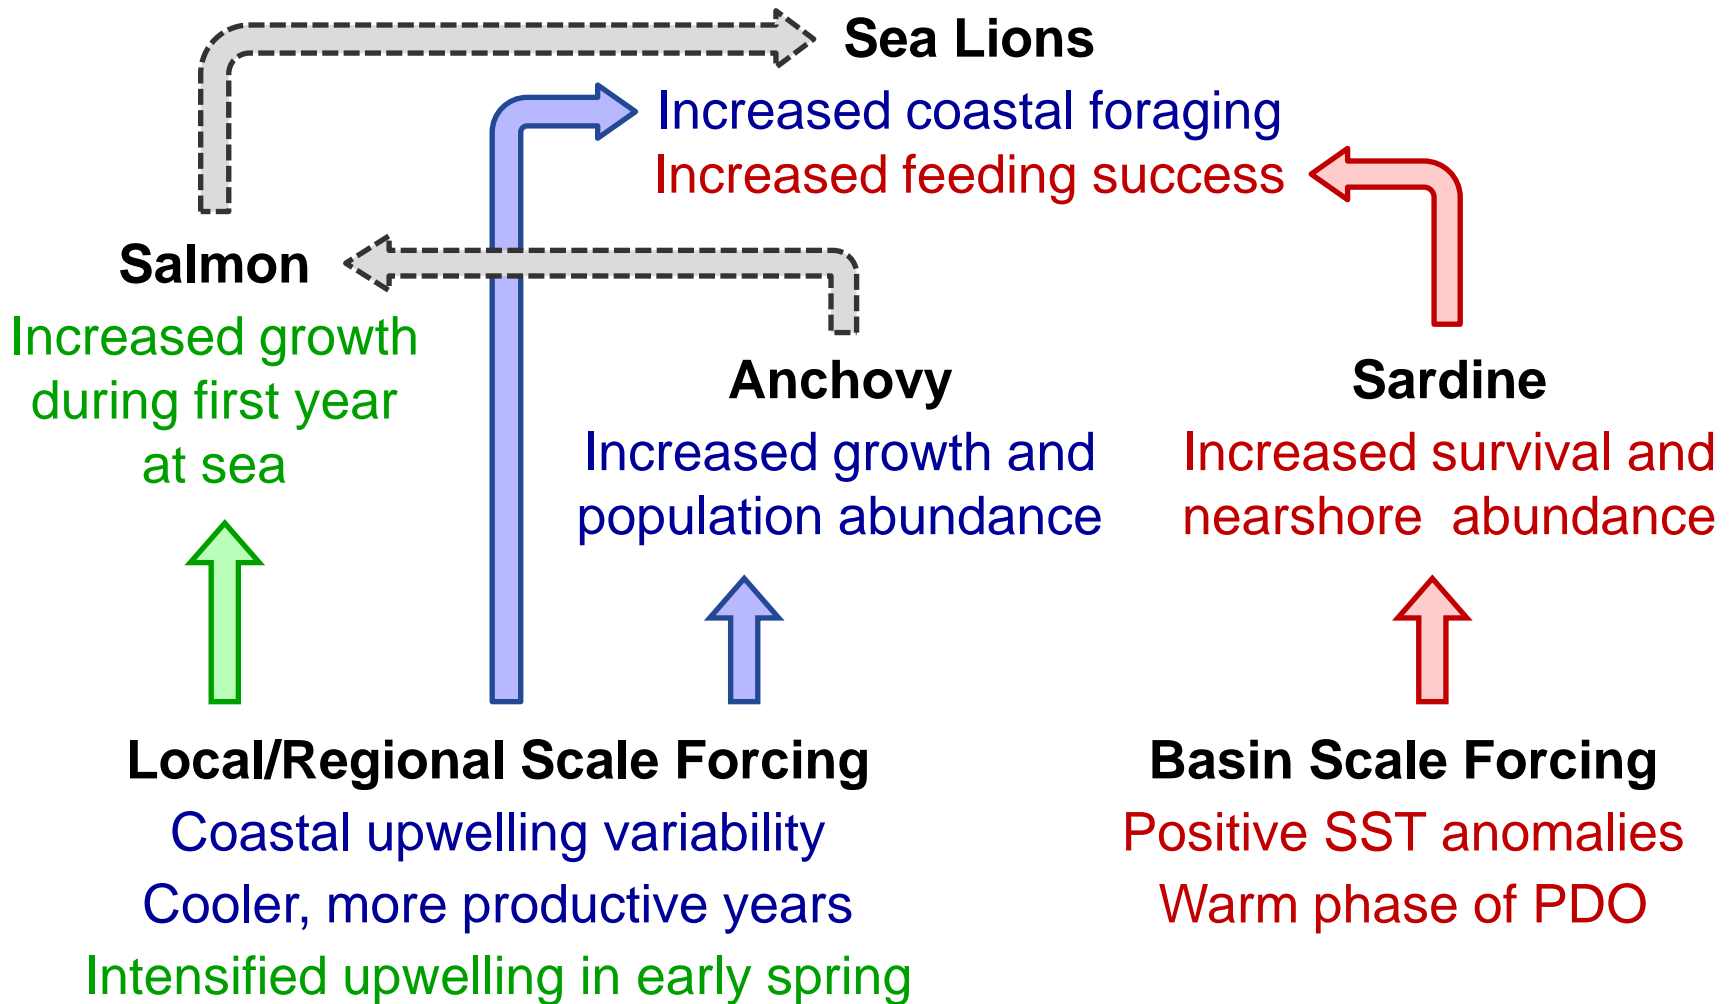 Sea Lions
Increased coastal foraging
Increased feeding success
Salmon
Increased growth
during first year
at sea
Anchovy
Increased growth and
population abundance
Sardine
Increased survival and
nearshore abundance
Local/Regional Scale Forcing
Coastal upwelling variability
Cooler, more productive years
Intensified upwelling in early spring
Basin Scale Forcing
Positive SST anomalies
Warm phase of PDO